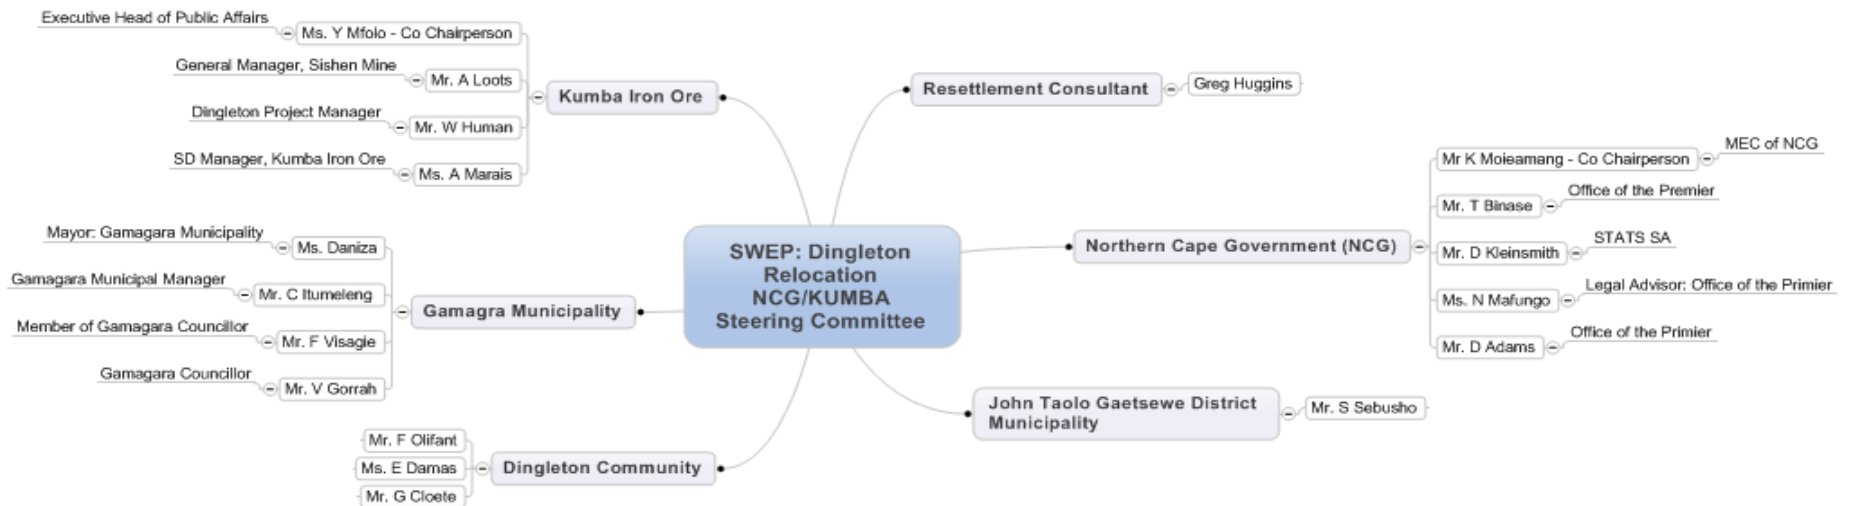 SWEP: Dingleton
Relocation
NCG/KUMBA
Steering Committee
Kumba Iron Ore
Ms. Y Mfolo - Co Chairperson
Executive Head of Public Affairs
Mr. A Loots
General Manager, Sishen Mine
Mr. W Human
Dingleton Project Manager
Ms. A Marais
SD Manager, Kumba Iron Ore
Gamagra Municipality
Ms. Daniza
Mayor: Gamagara Municipality
Mr. C Itumeleng
Gamagara Municipal Manager
Mr. F Visagie
Member of Gamagara Councillor
Mr. V Gorrah
Gamagara Councillor
Dingleton Community
Mr. F Olifant
Ms. E Damas
Mr. G Cloete
Resettlement Consultant
Greg Huggins
Northern Cape Government (NCG)
Mr K Moieamang - Co Chairperson
MEC of NCG
Mr. T Binase
Office of the Premier
Mr. D Kleinsmith
STATS SA
Ms. N Mafungo
Legal Advisor: Office of the Primier
Mr. D Adams
Office of the Primier
John Taolo Gaetsewe District
Municipality
Mr. S Sebusho